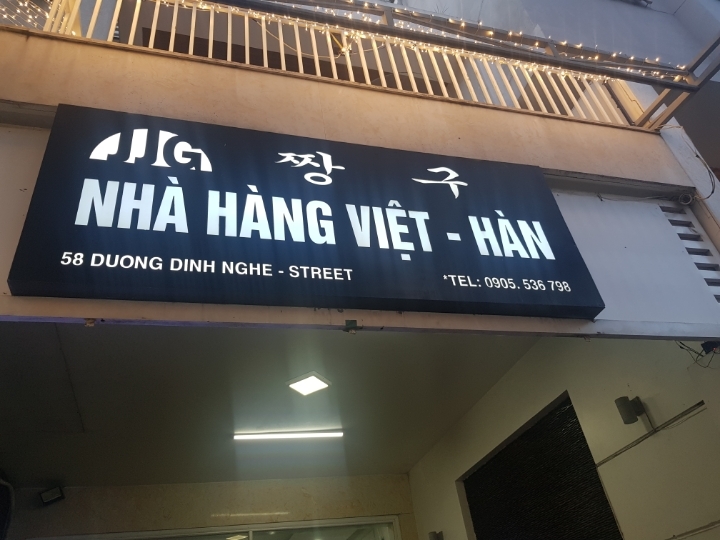 JJG 짱 구
NHÀ HÀNG VIỆT - HÀN
58 DUONG DINH NGHE - STREET *TEL: 0905. 536 798